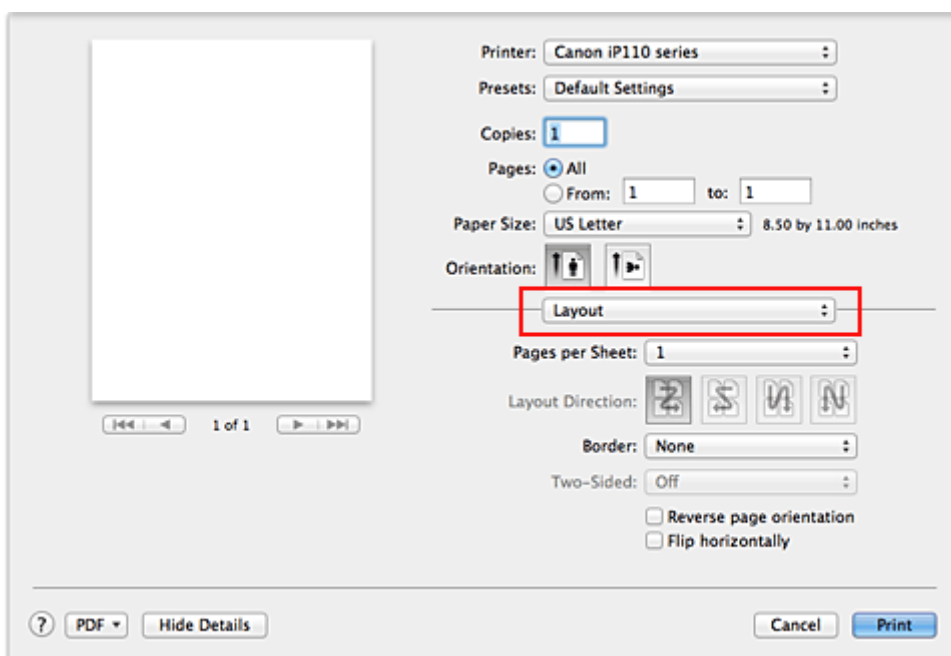 Printer: Canon iP110 series
Presets: Default Settings
Copies: 1
Pages: All
From: 1 to: 1
Paper Size: US Letter 8.50 by 11.00 inches
Orientation:
Layout
Pages per Sheet: 1
Layout Direction:
1 of 1
Border: None
Two-Sided: Off
Reverse page orientation
Flip horizontally
? PDF Hide Details Cancel Print